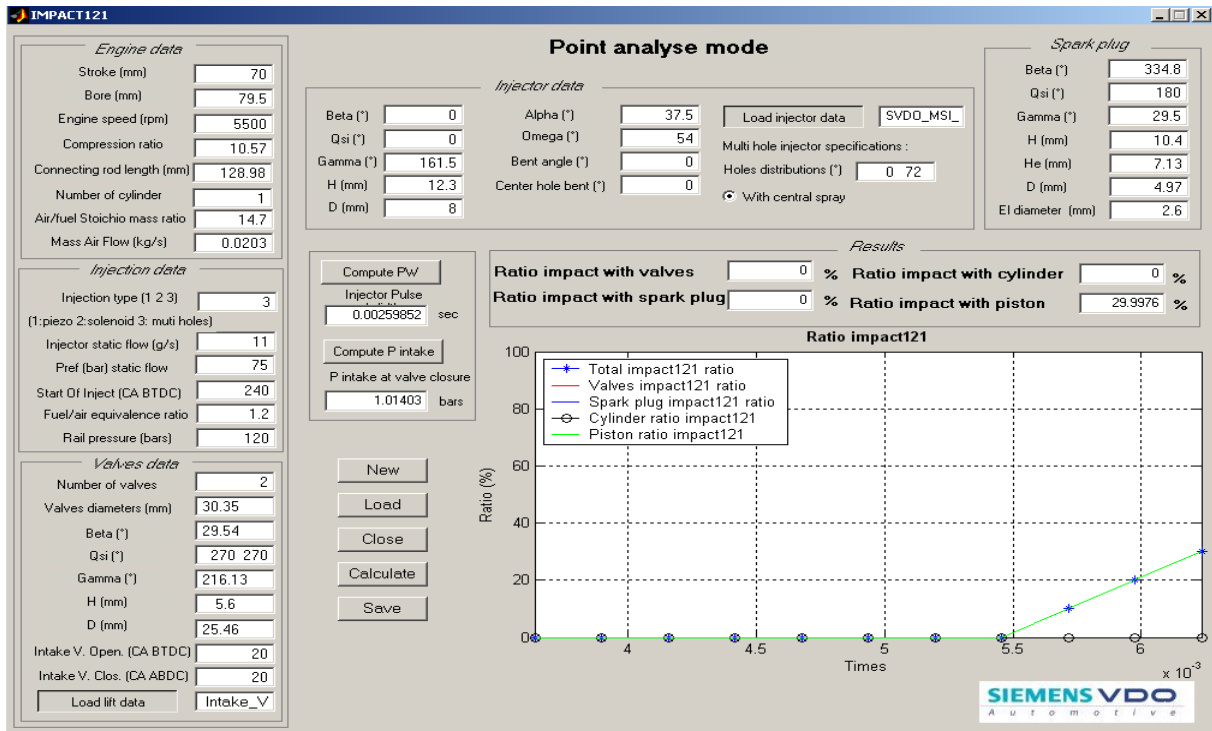 IMPACT121
Engine data
Stroke (mm) 70
Bore (mm) 79.5
Engine speed (rpm) 5500
Compression ratio 10.57
Connecting rod length (mm) 128.98
Number of cylinder 1
Air/fuel Stoichio mass ratio 14.7
Mass Air Flow (kg/s) 0.0203
Injection data
Injection type (1 2 3) 3
(1:piezo 2:solenoid 3: muti holes)
Injector static flow (g/s) 11
Pref (bar) static flow 75
Start Of Inject (CA BTDC) 240
Fuel/air equivalence ratio 1.2
Rail pressure (bars) 120
Valves data
Number of valves 2
Valves diameters (mm) 30.35
Beta (°) 29.54
Qsi (°) 270 270
Gamma (°) 216.13
H (mm) 5.6
D (mm) 25.46
Intake V. Open. (CA BTDC) 20
Intake V. Clos. (CA ABDC) 20
Load lift data Intake_V
Point analyse mode
Injector data
Beta (°) 0
Qsi (°) 0
Gamma (°) 161.5
H (mm) 12.3
D (mm) 8
Alpha (°) 37.5
Omega (°) 54
Bent angle (°) 0
Center hole bent (°) 0
Load injector data SVDO_MSI_
Multi hole injector specifications :
Holes distributions (°) 0 72
With central spray
Spark plug
Beta (°) 334.8
Qsi (°) 180
Gamma (°) 29.5
H (mm) 10.4
He (mm) 7.13
D (mm) 4.97
El diameter (mm) 2.6
Compute PW
Injector Pulse
0.00259852 sec
Compute P intake
P intake at valve closure
1.01403 bars
New
Load
Close
Calculate
Save
Results
Ratio impact with valves 0 % Ratio impact with cylinder 0 %
Ratio impact with spark plug 0 % Ratio impact with piston 29.9976 %
Ratio impact121
Total impact121 ratio
Valves impact121 ratio
Spark plug impact121 ratio
Cylinder ratio impact121
Piston ratio impact121
Ratio (%)
100
80
60
40
20
0
4 4.5 5 5.5 6
Times
x 10-3
SIEMENS VDO
Automotive